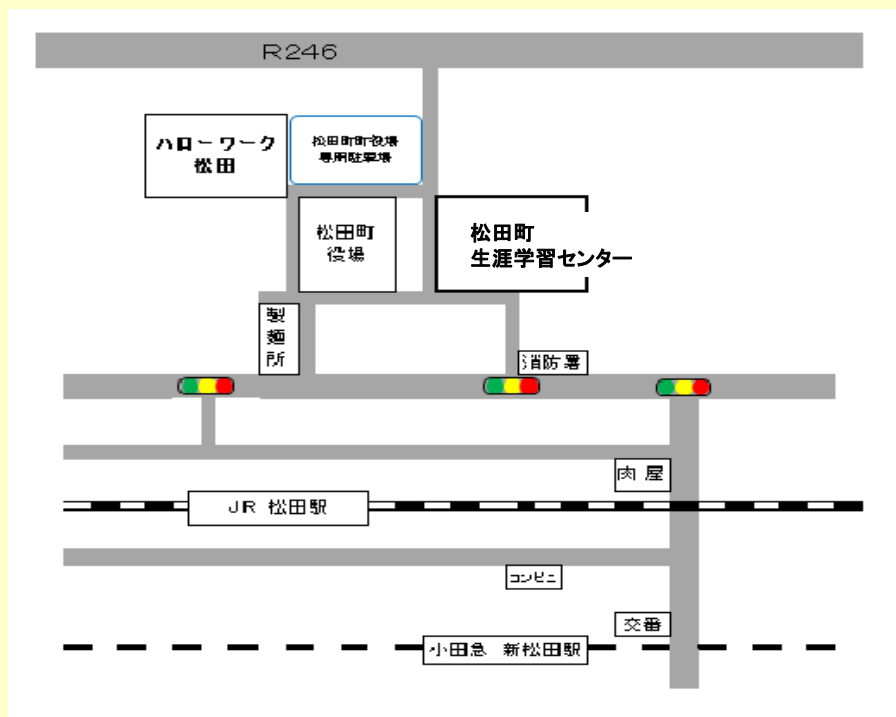 R246
ハローワーク
松田
松田町町役場
専用駐車場
松田町
役場
松田町
生涯学習センター
製麺所
消防署
肉屋
JR 松田駅
コンビニ
交番
小田急 新松田駅